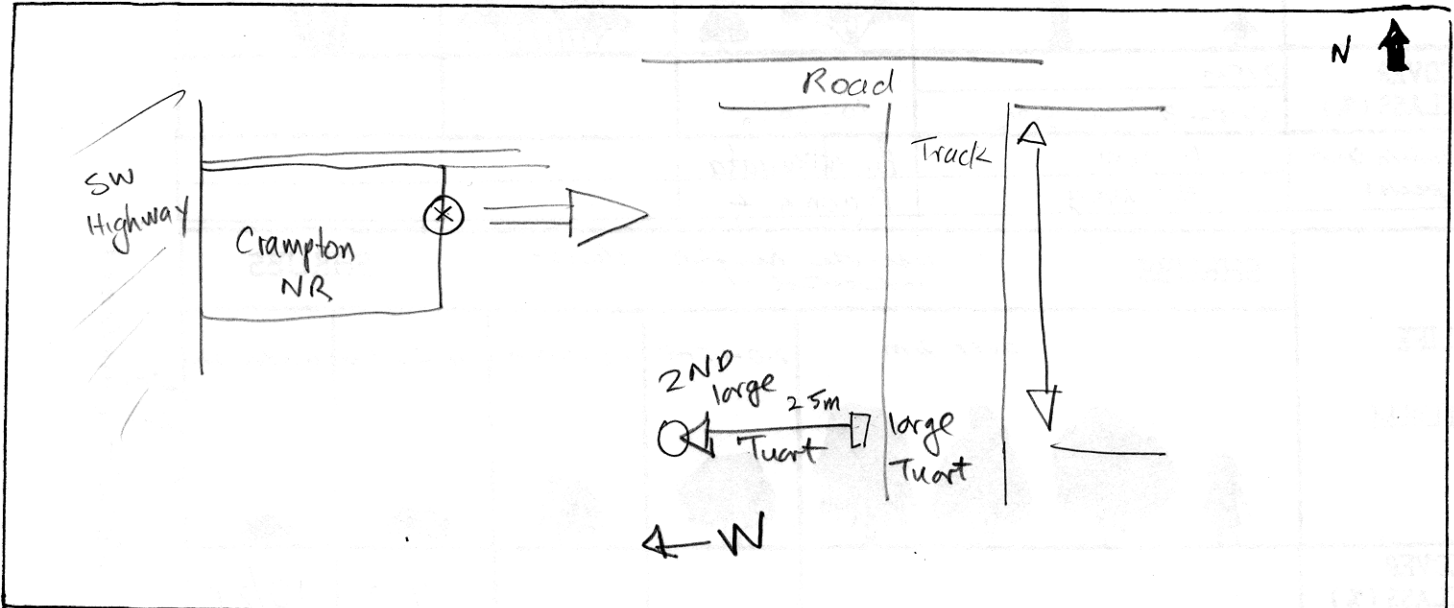 N
Road
Track
SW
Highway
Crampton
NR
2ND
large
25m
Tuart
large
Tuart
W